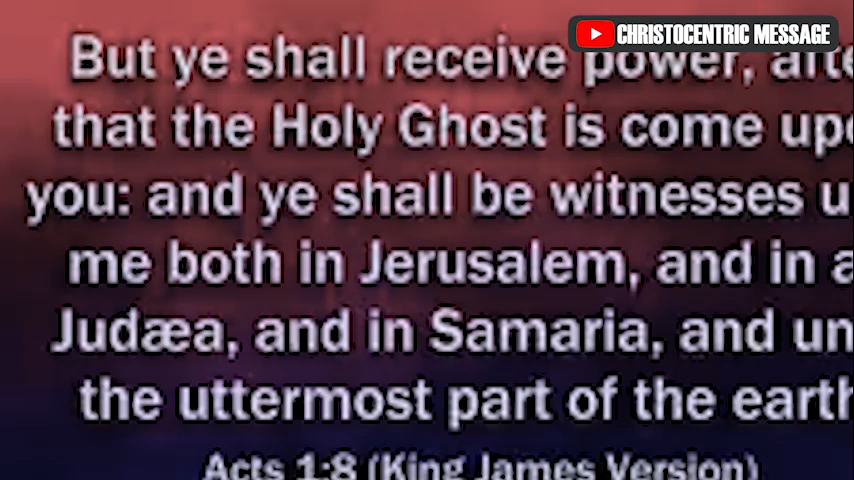 CHRISTOCENTRIC MESSAGE
But ye shall receive power, afte
that the Holy Ghost is come upo
you: and ye shall be witnesses u
me both in Jerusalem, and in a
Judæa, and in Samaria, and un
the uttermost part of the earth
Acts 1:8 (King James Version)